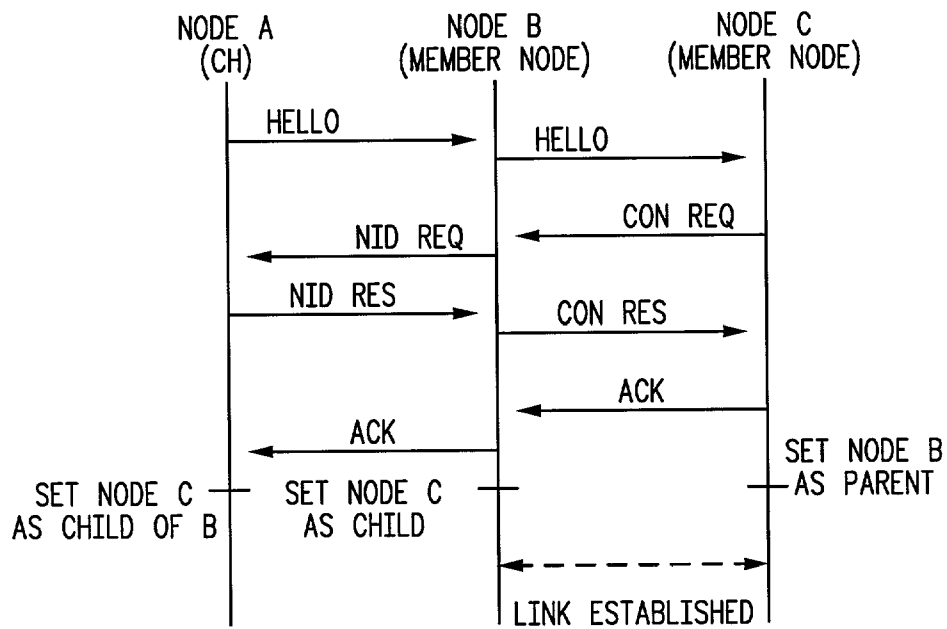 NODE A
(CH)
NODE B
(MEMBER NODE)
NODE C
(MEMBER NODE)
HELLO
HELLO
CON REQ
NID REQ
NID RES
CON RES
ACK
ACK
SET NODE C
AS CHILD OF B
SET NODE C
AS CHILD
SET NODE B
AS PARENT
LINK ESTABLISHED